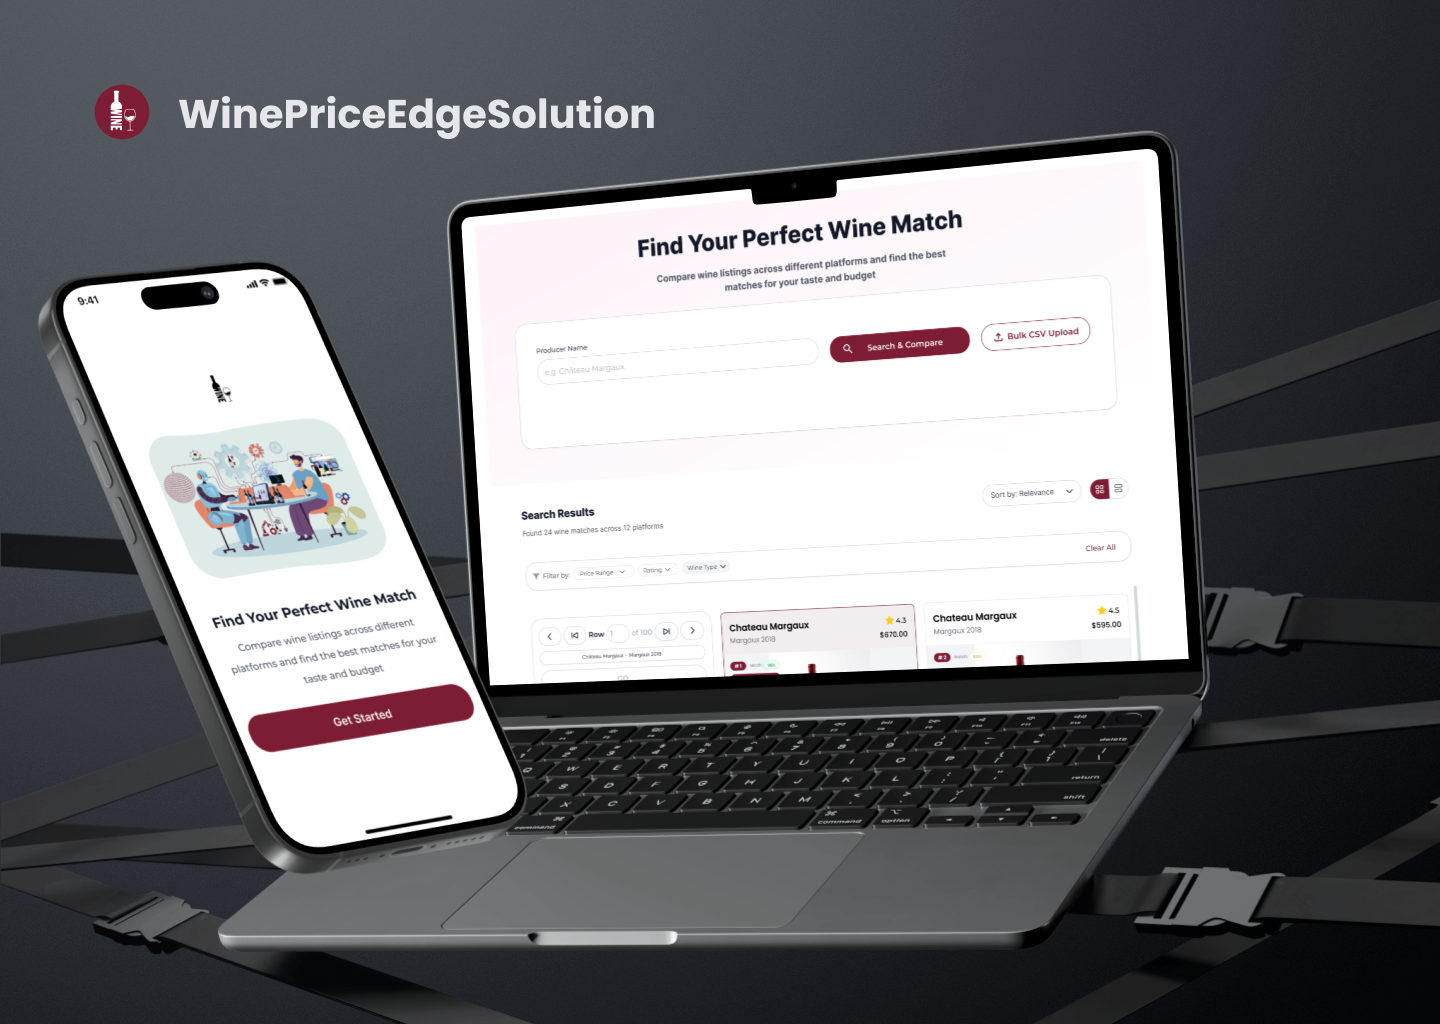 WINE
WinePriceEdgeSolution
9:41
WINE
Find Your Perfect Wine Match
Compare wine listings across different
platforms and find the best matches for your
taste and budget
Get Started
Find Your Perfect Wine Match
Compare wine listings across different platforms and find the best
matches for your taste and budget
Producer Name
e.g. Château Margaux
Search & Compare
Bulk CSV Upload
Sort by: Relevance
Search Results
Found 24 wine matches across 12 platforms
Filter by:
Price Range
Rating
Wine Type
Clear All
Row 1 of 100
Château Margaux - Margaux 2018
GO
Chateau Margaux
4.3
Margaux 2018
$670.00
#1
Chateau Margaux
4.5
Margaux 2018
$595.00
#2
delete
Q W E R T Y U I O P
return
S D F G H J K L
shift
X C V B N M
command
command
option